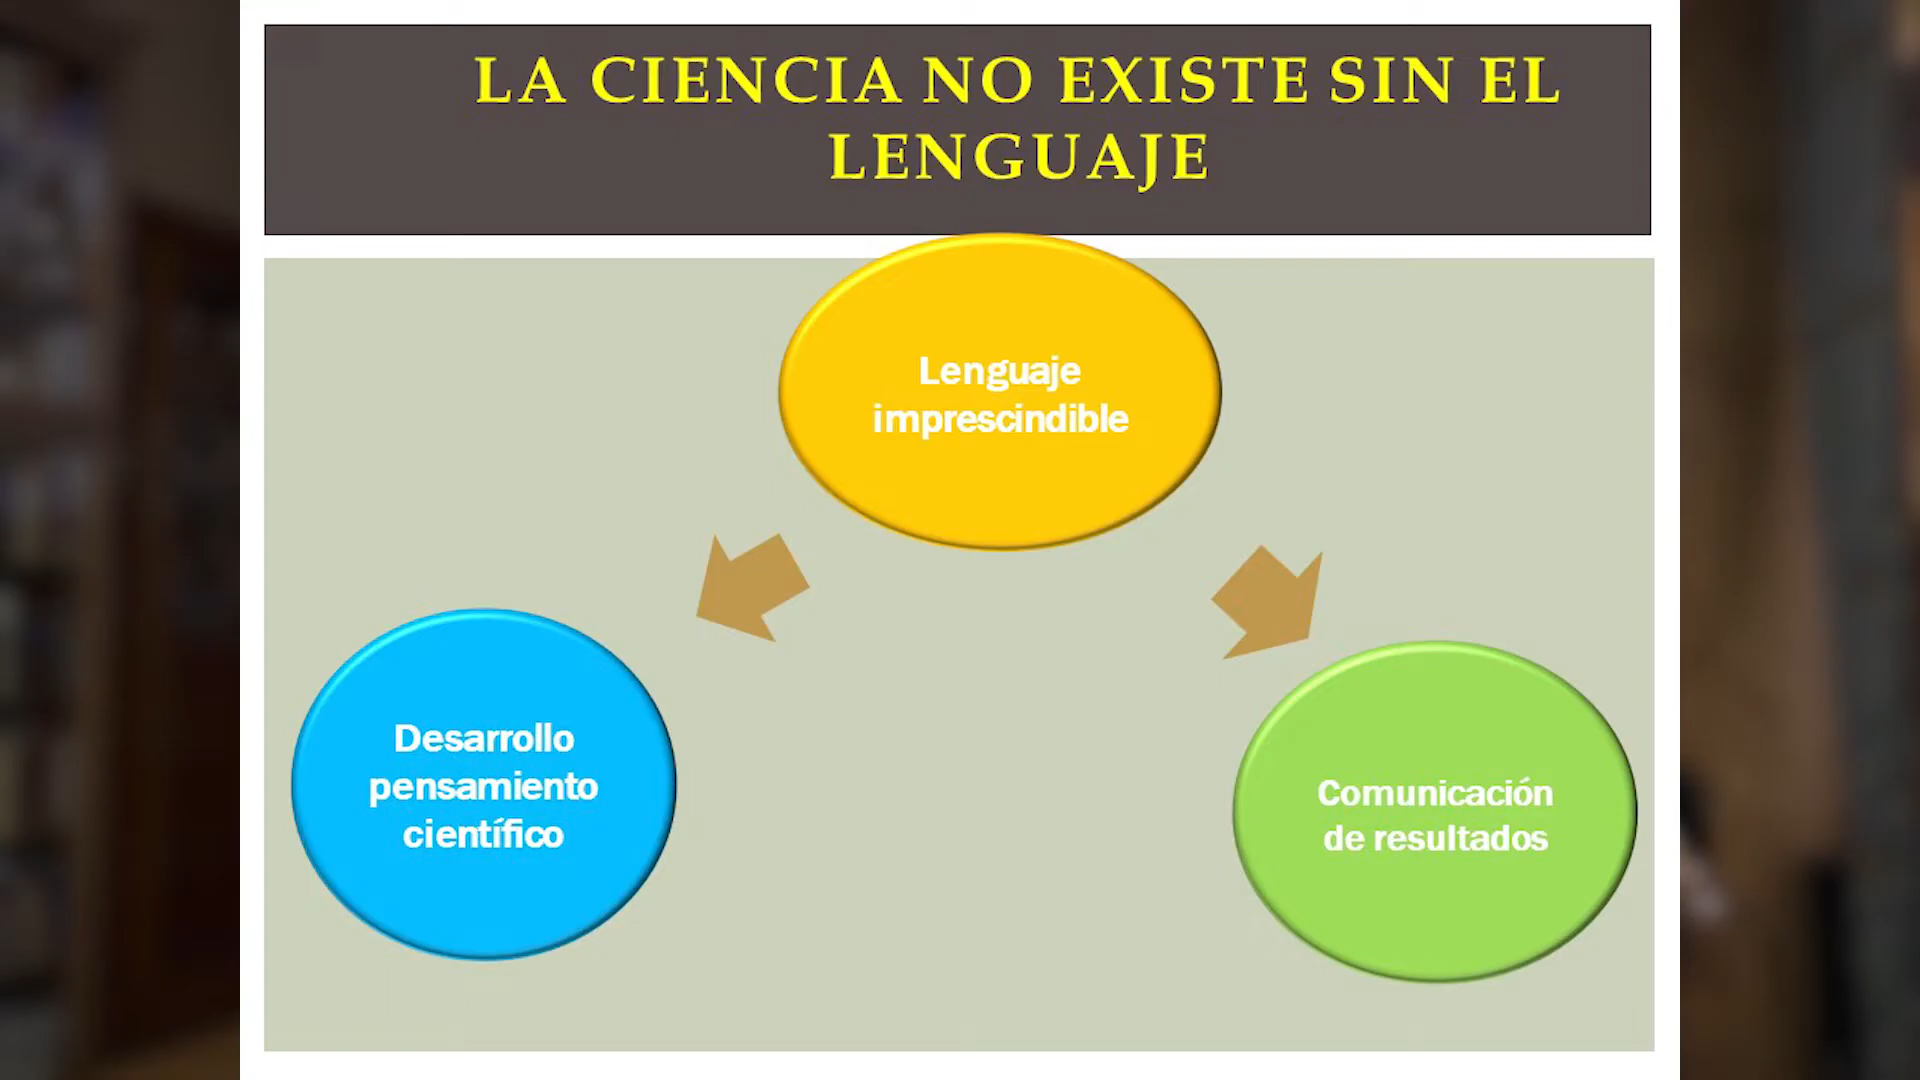 LA CIENCIA NO EXISTE SIN EL
LENGUAJE
Lenguaje
imprescindible
Desarrollo
pensamiento
científico
Comunicación
de resultados